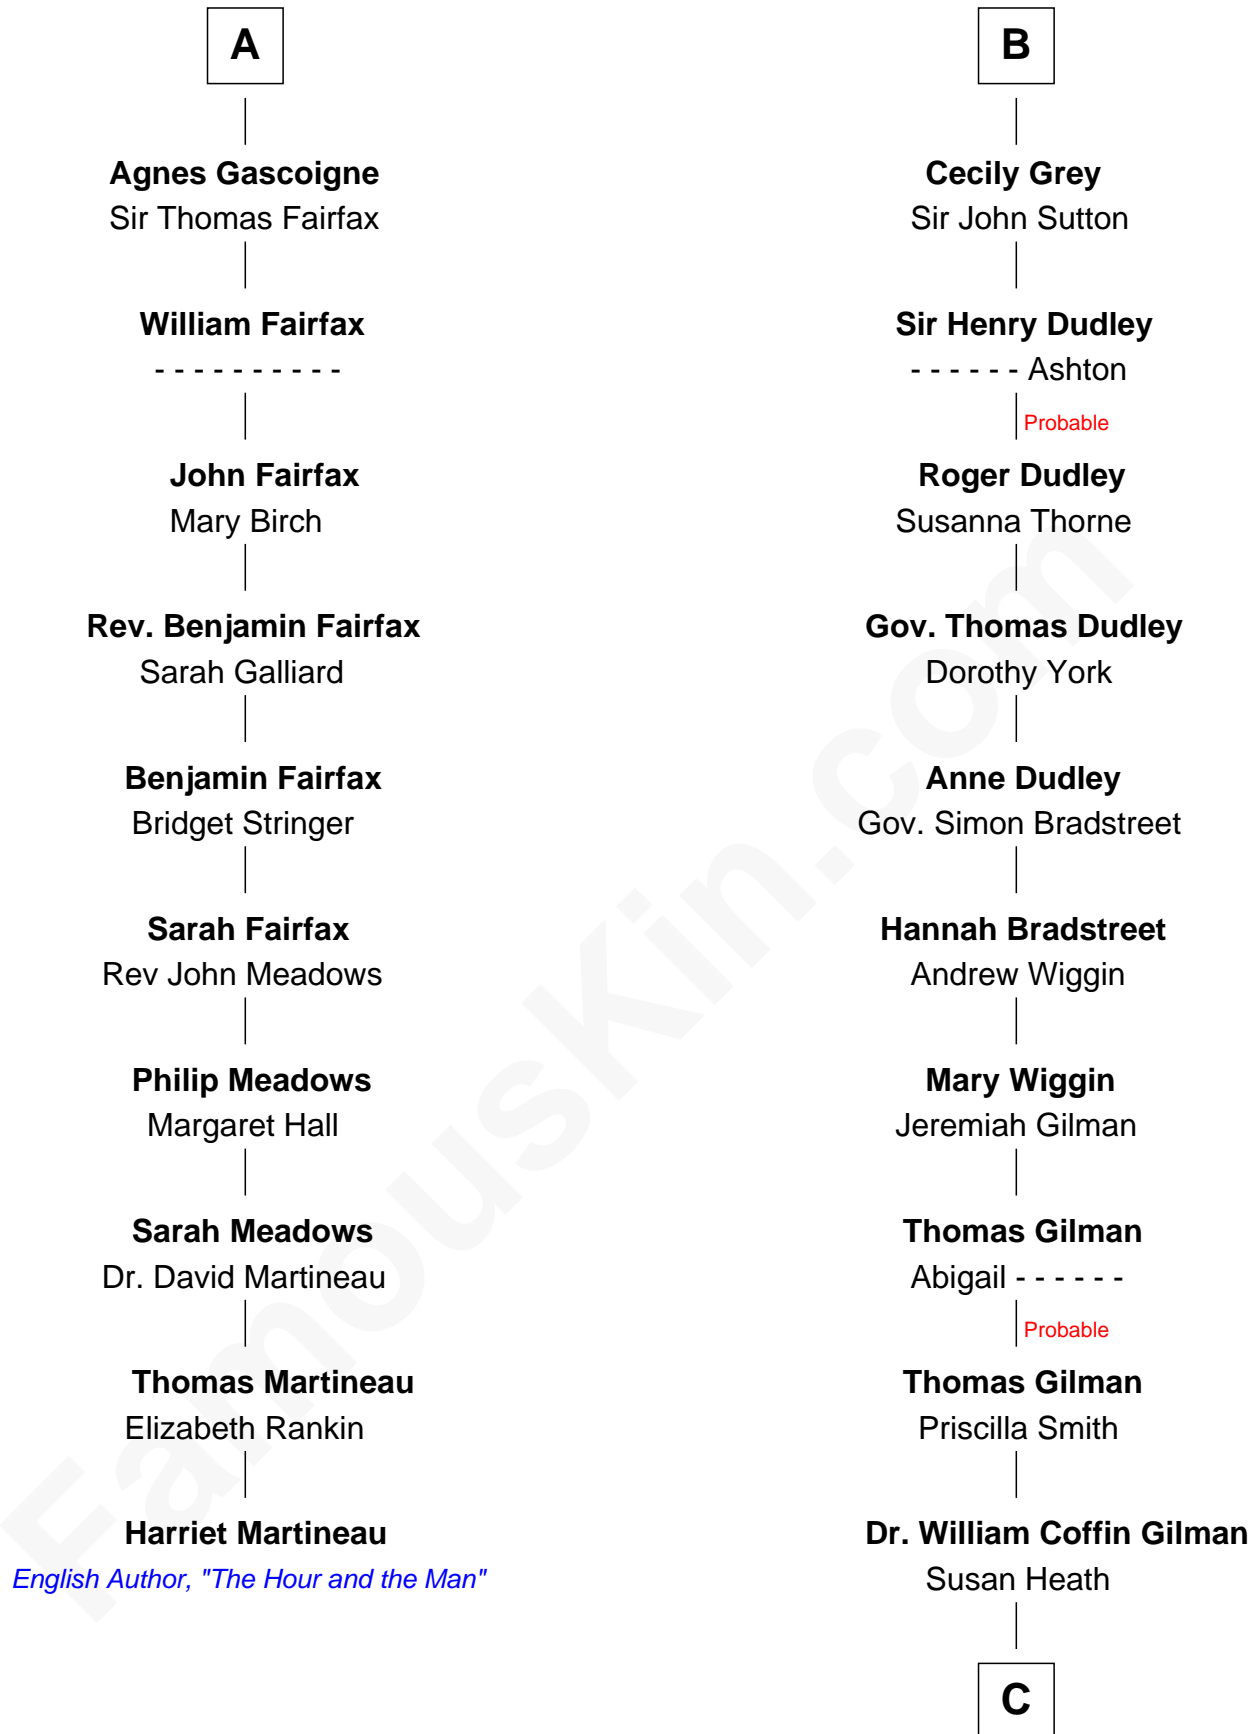 A
Agnes Gascoigne
Sir Thomas Fairfax
William Fairfax
- - - - - - - - - -
John Fairfax
Mary Birch
Rev. Benjamin Fairfax
Sarah Galliard
Benjamin Fairfax
Bridget Stringer
Sarah Fairfax
Rev John Meadows
Philip Meadows
Margaret Hall
Sarah Meadows
Dr. David Martineau
Thomas Martineau
Elizabeth Rankin
Harriet Martineau
English Author, "The Hour and the Man"
B
Cecily Grey
Sir John Sutton
Sir Henry Dudley
- - - - - - Ashton
Probable
Roger Dudley
Susanna Thorne
Gov. Thomas Dudley
Dorothy York
Anne Dudley
Gov. Simon Bradstreet
Hannah Bradstreet
Andrew Wiggin
Mary Wiggin
Jeremiah Gilman
Thomas Gilman
Abigail - - - - - -
Probable
Thomas Gilman
Priscilla Smith
Dr. William Coffin Gilman
Susan Heath
C
FamousKin.com